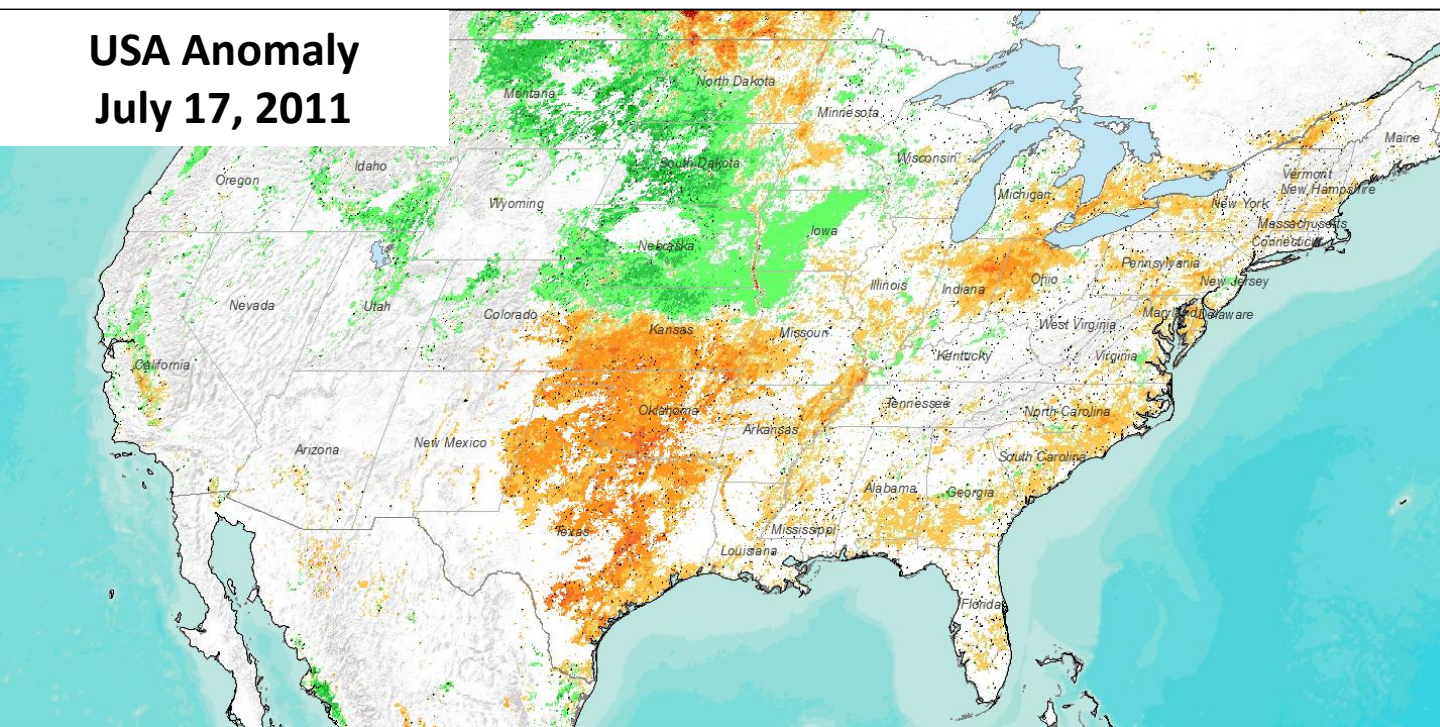 USA Anomaly
July 17, 2011
North Dakota
Montana
Minnesota
Maine
Wisconsin
South Dakota
Idaho
Oregon
Vermont
New Hampshire
Michigan
Wyoming
New York
Massachusetts
Iowa
Connecticut
Nebraska
Pennsylvania
Ohio
New Jersey
Illinois
Indiana
Nevada
Utah
Colorado
Maryland
Delaware
West Virginia
Kansas
Missouri
Kentucky
Virginia
California
Tennessee
Oklahoma
North Carolina
Arkansas
New Mexico
Arizona
South Carolina
Alabama
Georgia
Texas
Mississippi
Louisiana
Florida